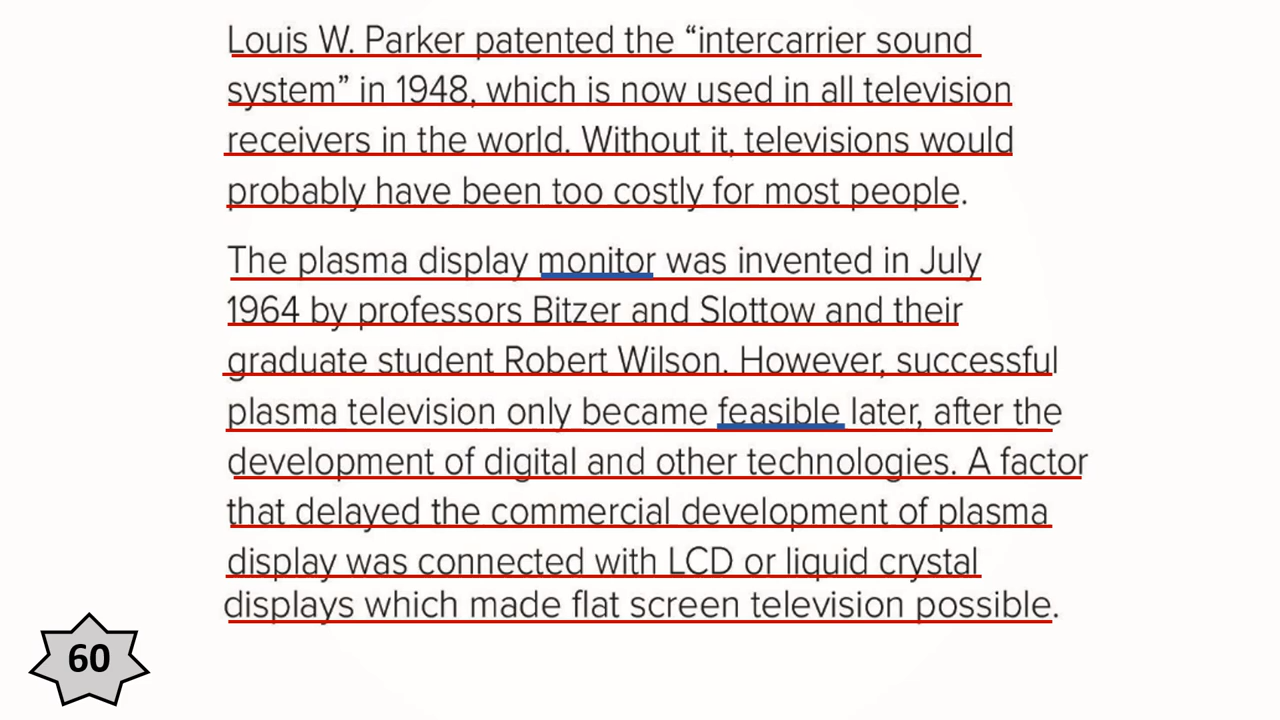 Louis W. Parker patented the “intercarrier sound
system” in 1948, which is now used in all television
receivers in the world. Without it, televisions would
probably have been too costly for most people.
The plasma display monitor was invented in July
1964 by professors Bitzer and Slottow and their
graduate student Robert Wilson. However, successful
plasma television only became feasible later, after the
development of digital and other technologies. A factor
that delayed the commercial development of plasma
display was connected with LCD or liquid crystal
displays which made flat screen television possible.
60